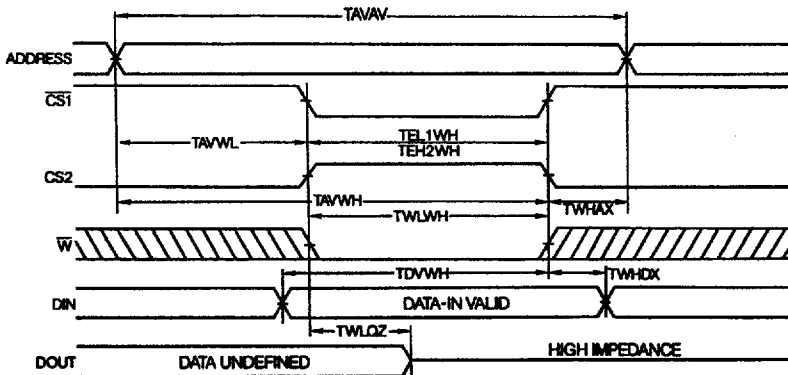 TAVAV
ADDRESS
CS1
TAVWL
TEL1WH
TEH2WH
CS2
TAVWH
TWHAX
TWLWH
W
TDVWH
TWHDX
DIN
DATA-IN VALID
TWLQZ
DOUT
DATA UNDEFINED
HIGH IMPEDANCE